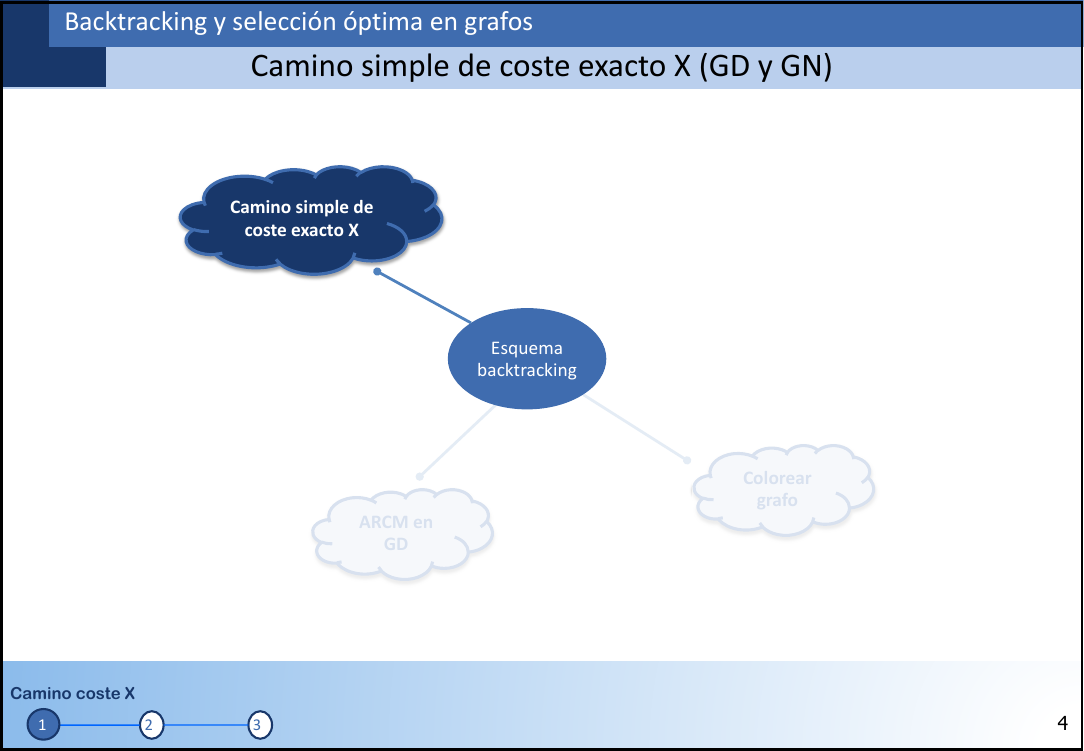 Backtracking y selección óptima en grafos
Camino simple de coste exacto X (GD y GN)
Camino simple de
coste exacto X
Esquema
backtracking
Colorear
grafo
ARCM en
GD
Camino coste X
1 2 3
4